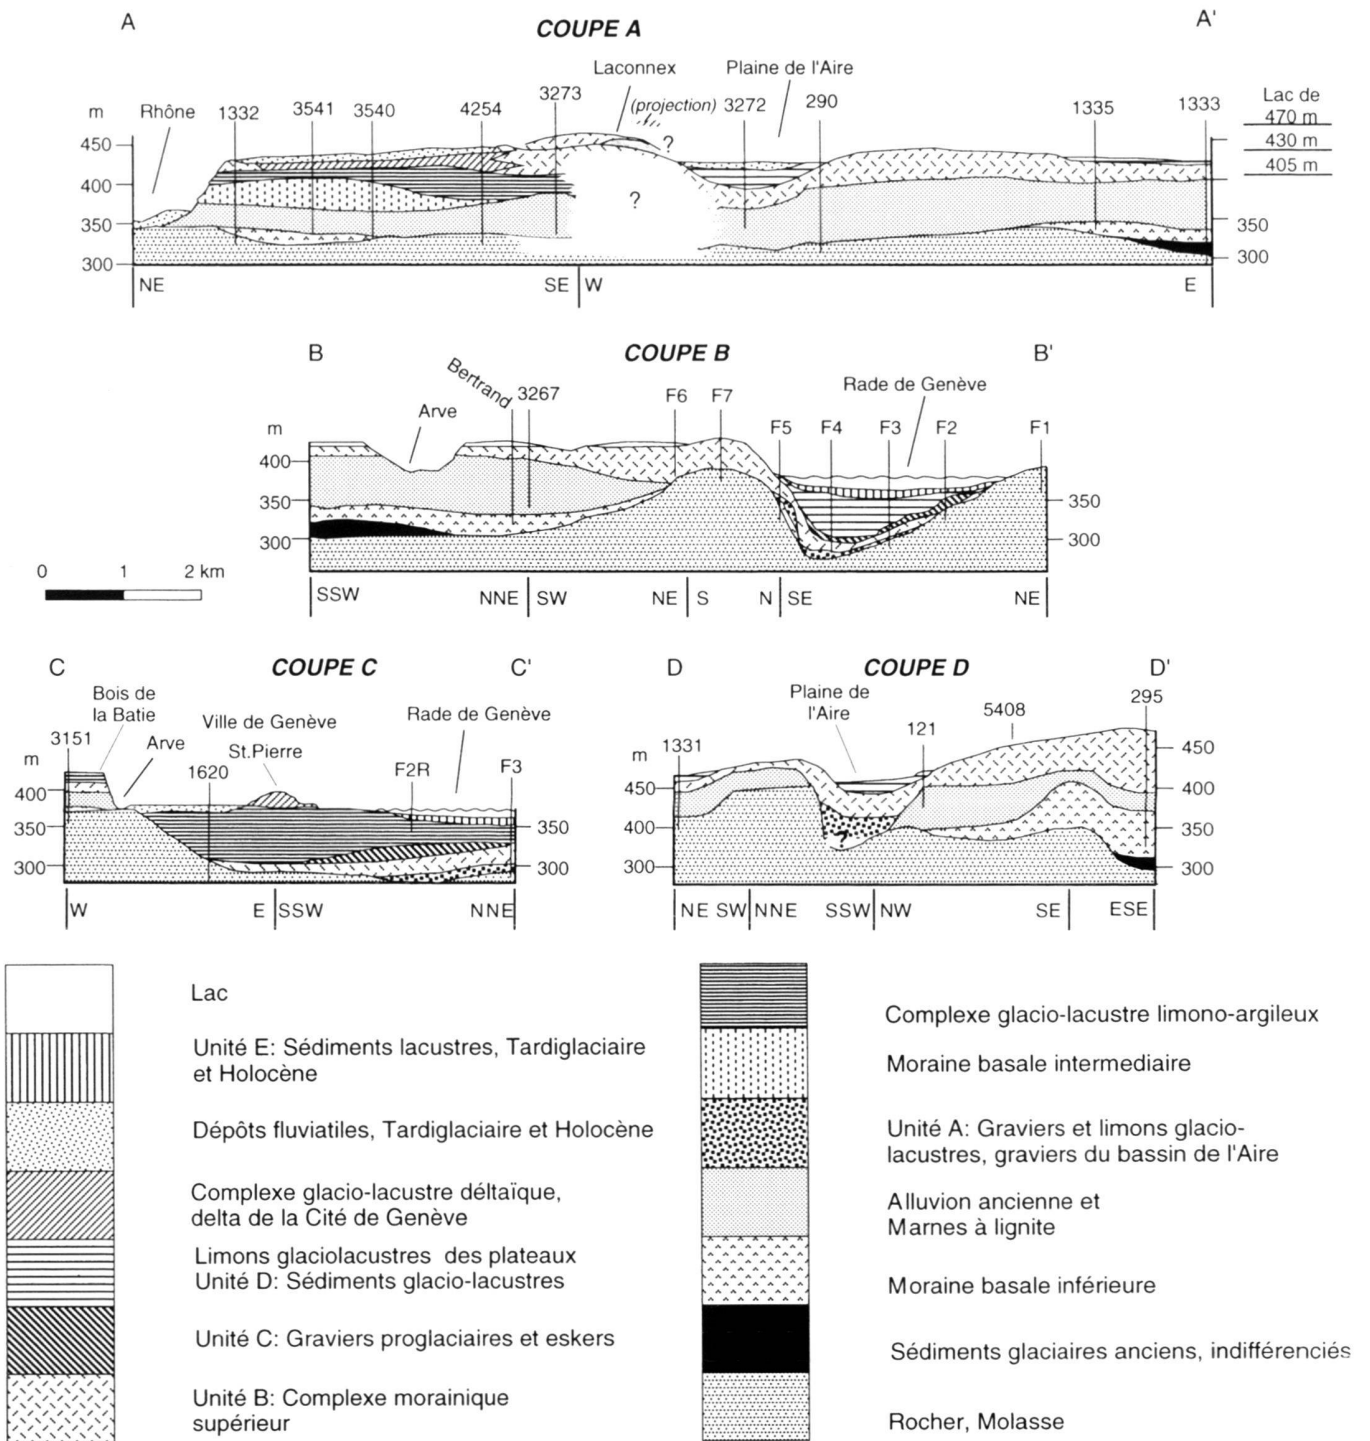 A COUPE A A'
Laconnex Plaine de l'Aire
m Rhône 1332 3541 3540 4254 3273 (projection) 3272 290 1335 1333 Lac de
470 m
430 m
405 m
450
400
350
300
?
?
350
300
NE SE W E
B COUPE B B'
Bertrand 3267 Rade de Genève
Arve F6 F7 F5 F4 F3 F2 F1
m
400
350
300
350
300
0 1 2 km
SSW NNE SW NE S N SE NE
C COUPE C C'
Bois de
la Batie
Ville de Genève
Rade de Genève
3151 Arve St.Pierre
1620 F2R F3
m
400
350
300
350
300
W E SSW NNE
D COUPE D D'
Plaine de
l'Aire
1331 121 5408 295
m
450
400
300
450
400
350
300
?
NE SW NNE SSW NW SE ESE
Lac
Unité E: Sédiments lacustres, Tardiglaciaire
et Holocène
Dépôts fluviatiles, Tardiglaciaire et Holocène
Complexe glacio-lacustre déltaïque,
delta de la Cité de Genève
Limons glaciolacustres des plateaux
Unité D: Sédiments glacio-lacustres
Unité C: Graviers proglaciaires et eskers
Unité B: Complexe morainique
supérieur
Complexe glacio-lacustre limono-argileux
Moraine basale intermediaire
Unité A: Graviers et limons glacio-
lacustres, graviers du bassin de l'Aire
Alluvion ancienne et
Marnes à lignite
Moraine basale inférieure
Sédiments glaciaires anciens, indifférenciés
Rocher, Molasse